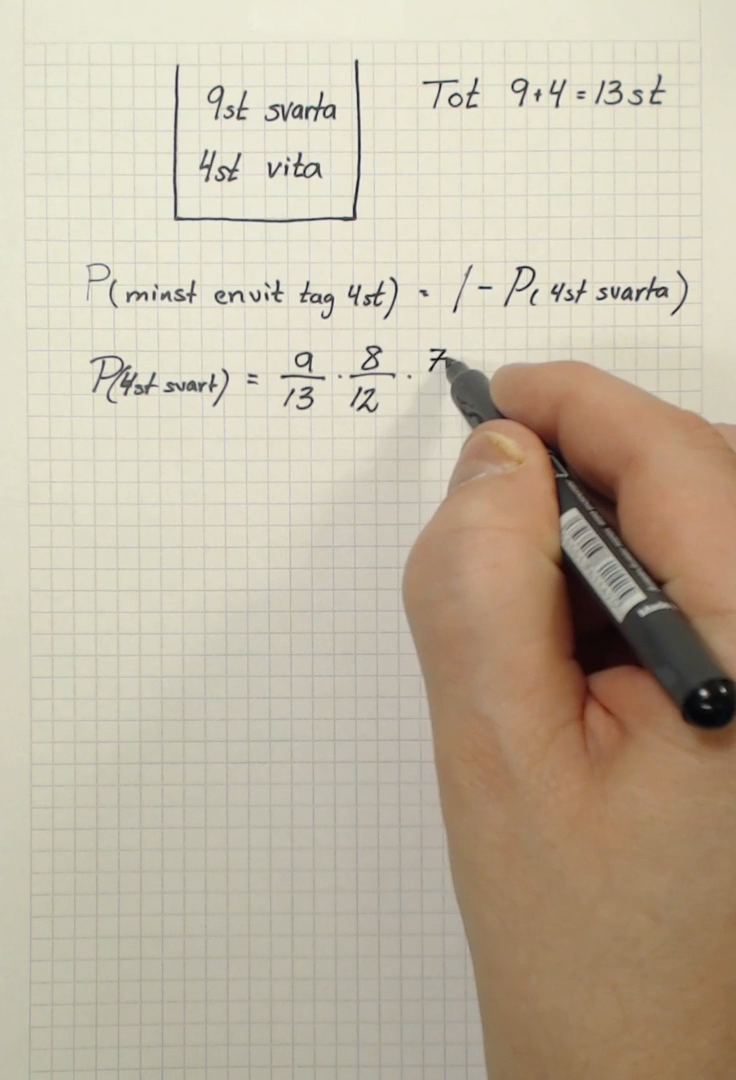 9st svarta
4st vita
Tot 9+4=13st
P(minst en vit tag 4st) = 1 - P(4st svarta)
P(4st svart) = 9/13 · 8/12 · 7